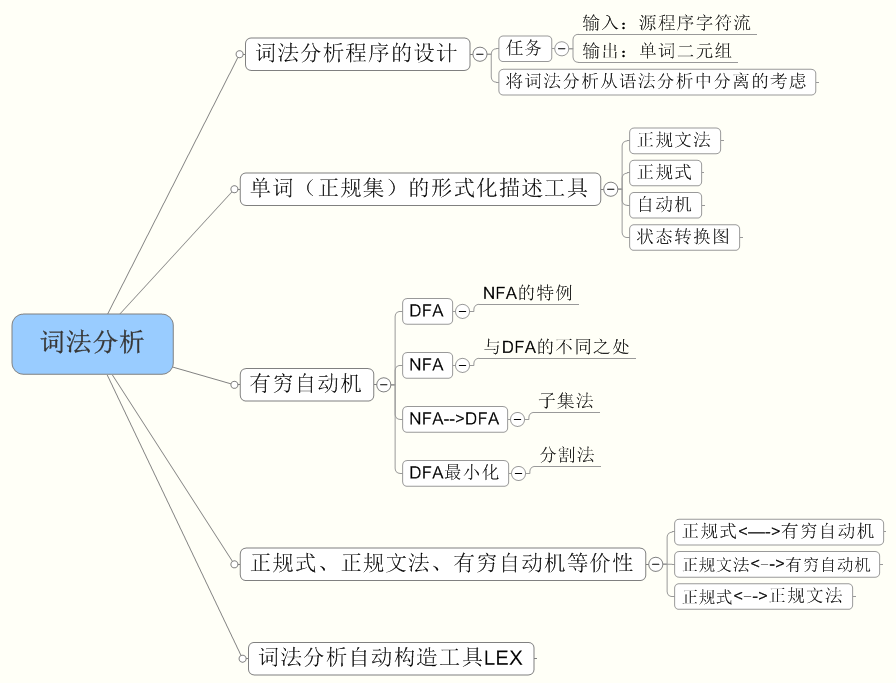 词法分析程序的设计
任务
输入：源程序字符流
输出：单词二元组
将词法分析从语法分析中分离的考虑
单词（正规集）的形式化描述工具
正规文法
正规式
自动机
状态转换图
词法分析
有穷自动机
DFA
NFA的特例
NFA
与DFA的不同之处
NFA-->DFA
子集法
DFA最小化
分割法
正规式、正规文法、有穷自动机等价性
正规式<—->有穷自动机
正规文法<-->有穷自动机
正规式<-->正规文法
词法分析自动构造工具LEX